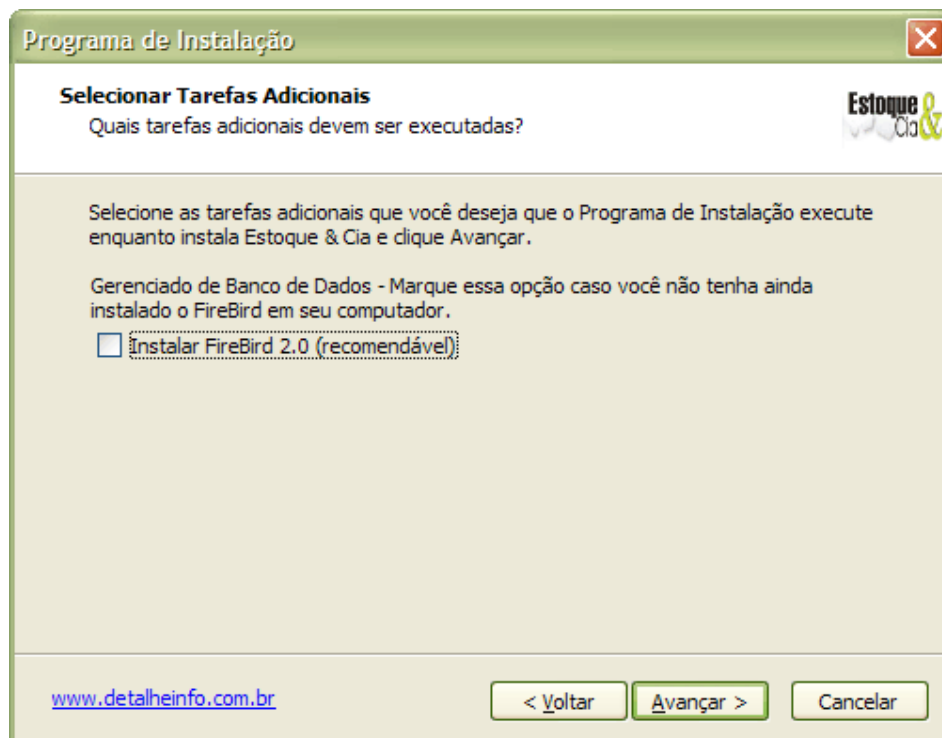 Programa de Instalação
Selecionar Tarefas Adicionais
Quais tarefas adicionais devem ser executadas?
Estoque &
Cia
Selecione as tarefas adicionais que você deseja que o Programa de Instalação execute
enquanto instala Estoque & Cia e clique Avançar.
Gerenciado de Banco de Dados - Marque essa opção caso você não tenha ainda
instalado o FireBird em seu computador.
Instalar FireBird 2.0 (recomendável)
www.detalheinfo.com.br
< Voltar
Avançar >
Cancelar